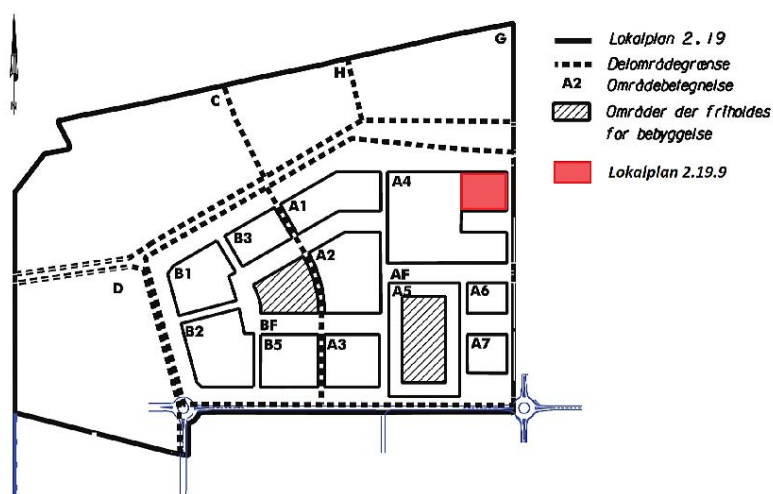 G
H
C
A1
A4
B3
A2
B1
D
AF
A5
A6
B2
BF
B5
A3
A7
Lokalplan 2.19
Delområdegrænse
A2 Områdebetegnelse
Områder der friholdes
for bebyggelse
Lokalplan 2.19.9